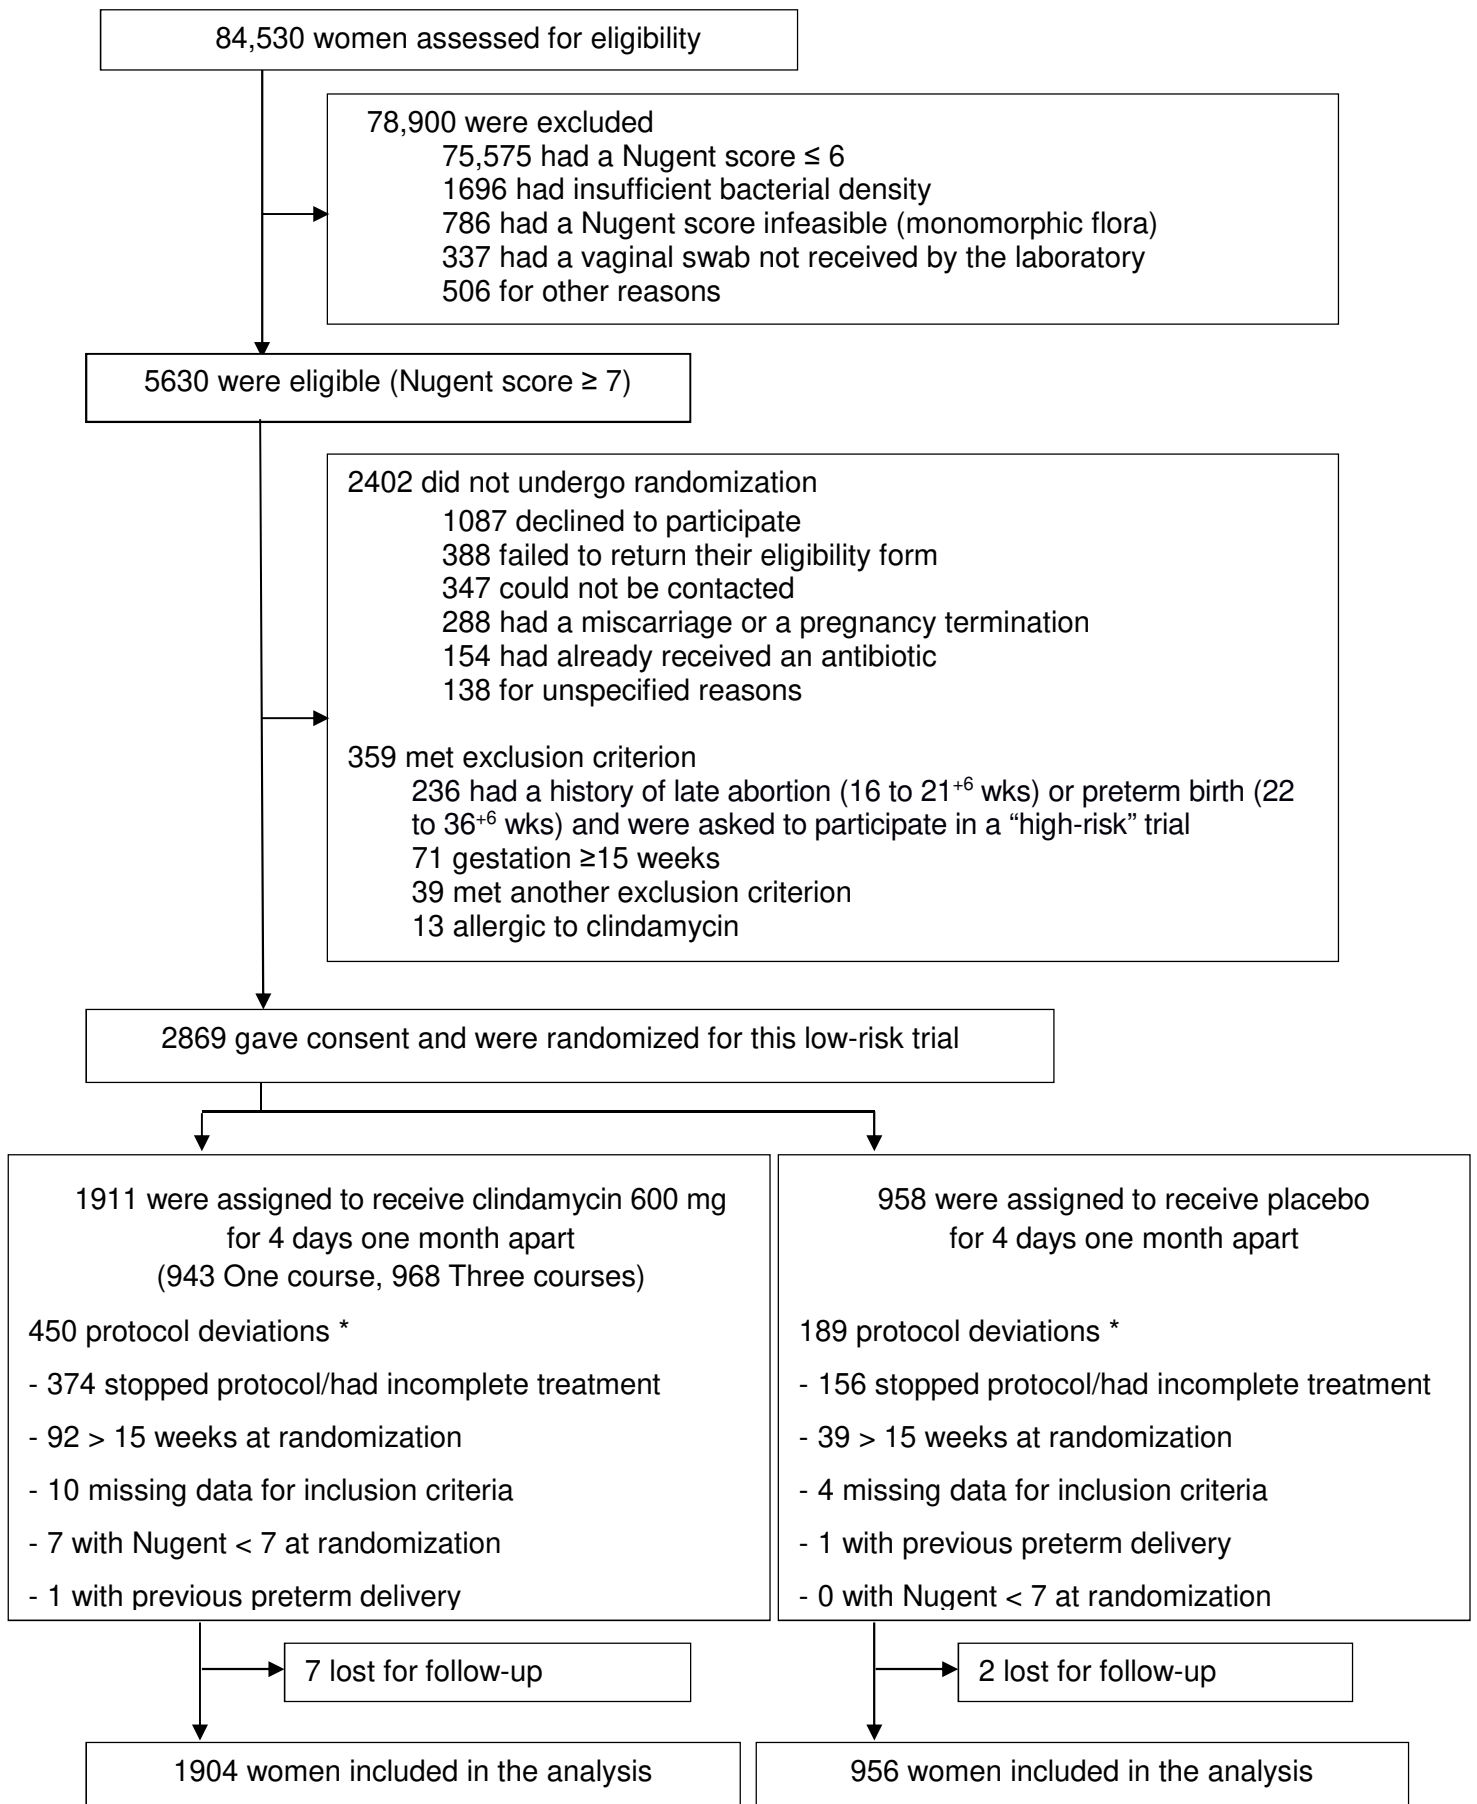 84,530 women assessed for eligibility
78,900 were excluded
75,575 had a Nugent score ≤ 6
1696 had insufficient bacterial density
786 had a Nugent score infeasible (monomorphic flora)
337 had a vaginal swab not received by the laboratory
506 for other reasons
5630 were eligible (Nugent score ≥ 7)
2402 did not undergo randomization
1087 declined to participate
388 failed to return their eligibility form
347 could not be contacted
288 had a miscarriage or a pregnancy termination
154 had already received an antibiotic
138 for unspecified reasons
359 met exclusion criterion
236 had a history of late abortion (16 to 21⁺⁶ wks) or preterm birth (22
to 36⁺⁶ wks) and were asked to participate in a “high-risk” trial
71 gestation ≥15 weeks
39 met another exclusion criterion
13 allergic to clindamycin
2869 gave consent and were randomized for this low-risk trial
1911 were assigned to receive clindamycin 600 mg
for 4 days one month apart
(943 One course, 968 Three courses)
450 protocol deviations *
- 374 stopped protocol/had incomplete treatment
- 92 > 15 weeks at randomization
- 10 missing data for inclusion criteria
- 7 with Nugent < 7 at randomization
- 1 with previous preterm delivery
958 were assigned to receive placebo
for 4 days one month apart
189 protocol deviations *
- 156 stopped protocol/had incomplete treatment
- 39 > 15 weeks at randomization
- 4 missing data for inclusion criteria
- 1 with previous preterm delivery
- 0 with Nugent < 7 at randomization
7 lost for follow-up
2 lost for follow-up
1904 women included in the analysis
956 women included in the analysis